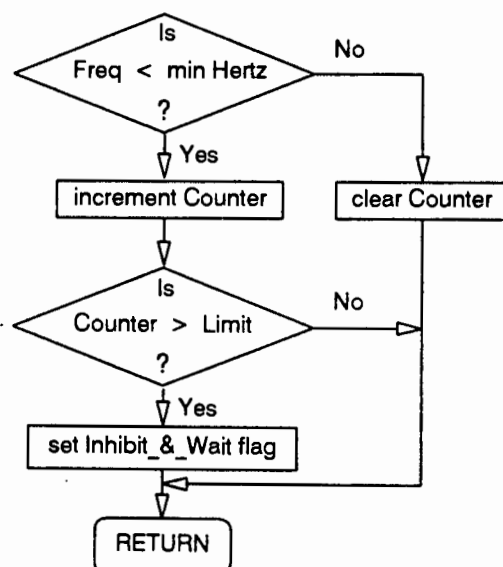 Is
Freq < min Hertz
?
No
Yes
increment Counter
clear Counter
Is
Counter > Limit
?
No
Yes
set Inhibit_&_Wait flag
RETURN